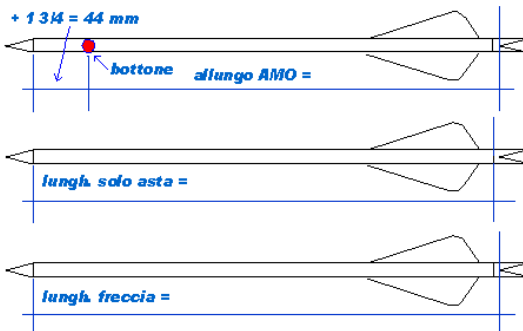 + 1 3/4 = 44 mm
bottone
allungo AMO =
lungh. solo asta =
lungh. freccia =